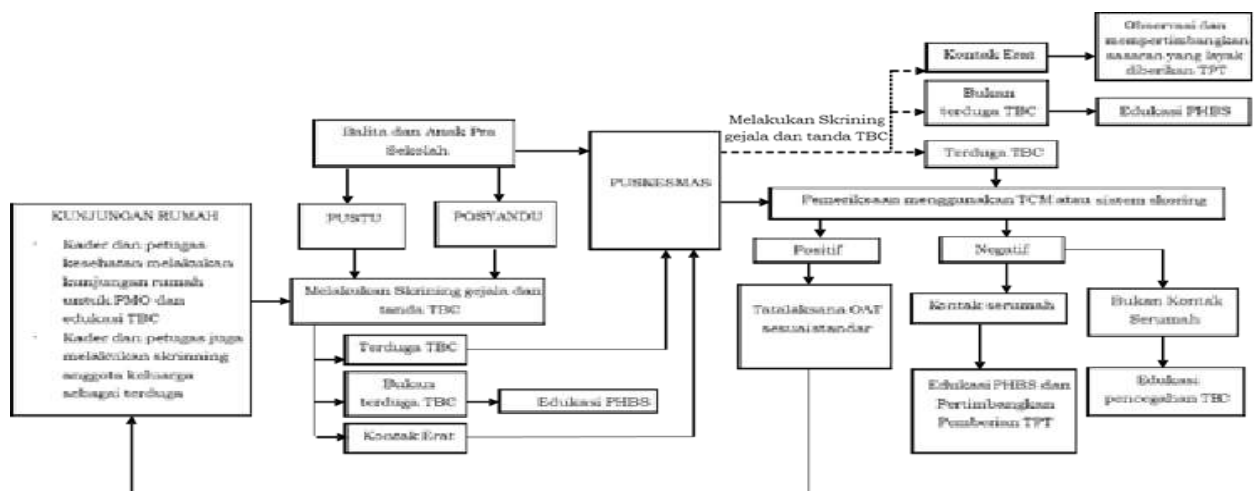 KUNJUNGAN RUMAH
Kader dan petugas
kesehatan melakukan
kunjungan rumah
untuk PMO dan
edukasi TBC
Kader dan petugas juga
melakukan skrinning
anggota keluarga
sebagai terduga
Balita dan Anak Pra
Sekolah
PUSTU
POSYANDU
Melakukan Skrining gejala dan
tanda TBC
Terduga TBC
Bukan
terduga TBC
Edukasi PHBS
Kontak Erat
PUSKESMAS
Melakukan Skrining
gejala dan tanda TBC
Kontak Erat
Observasi dan
mempertimbangkan
sasaran yang layak
diberikan TPT
Bukan
terduga TBC
Edukasi PHBS
Terduga TBC
Pemeriksaan menggunakan TCM atau sistem skoring
Positif
Tatalaksana OAT
sesuai standar
Negatif
Kontak serumah
Edukasi PHBS dan
Pertimbangkan
Pemberian TPT
Bukan Kontak
Serumah
Edukasi
pencegahan TBC